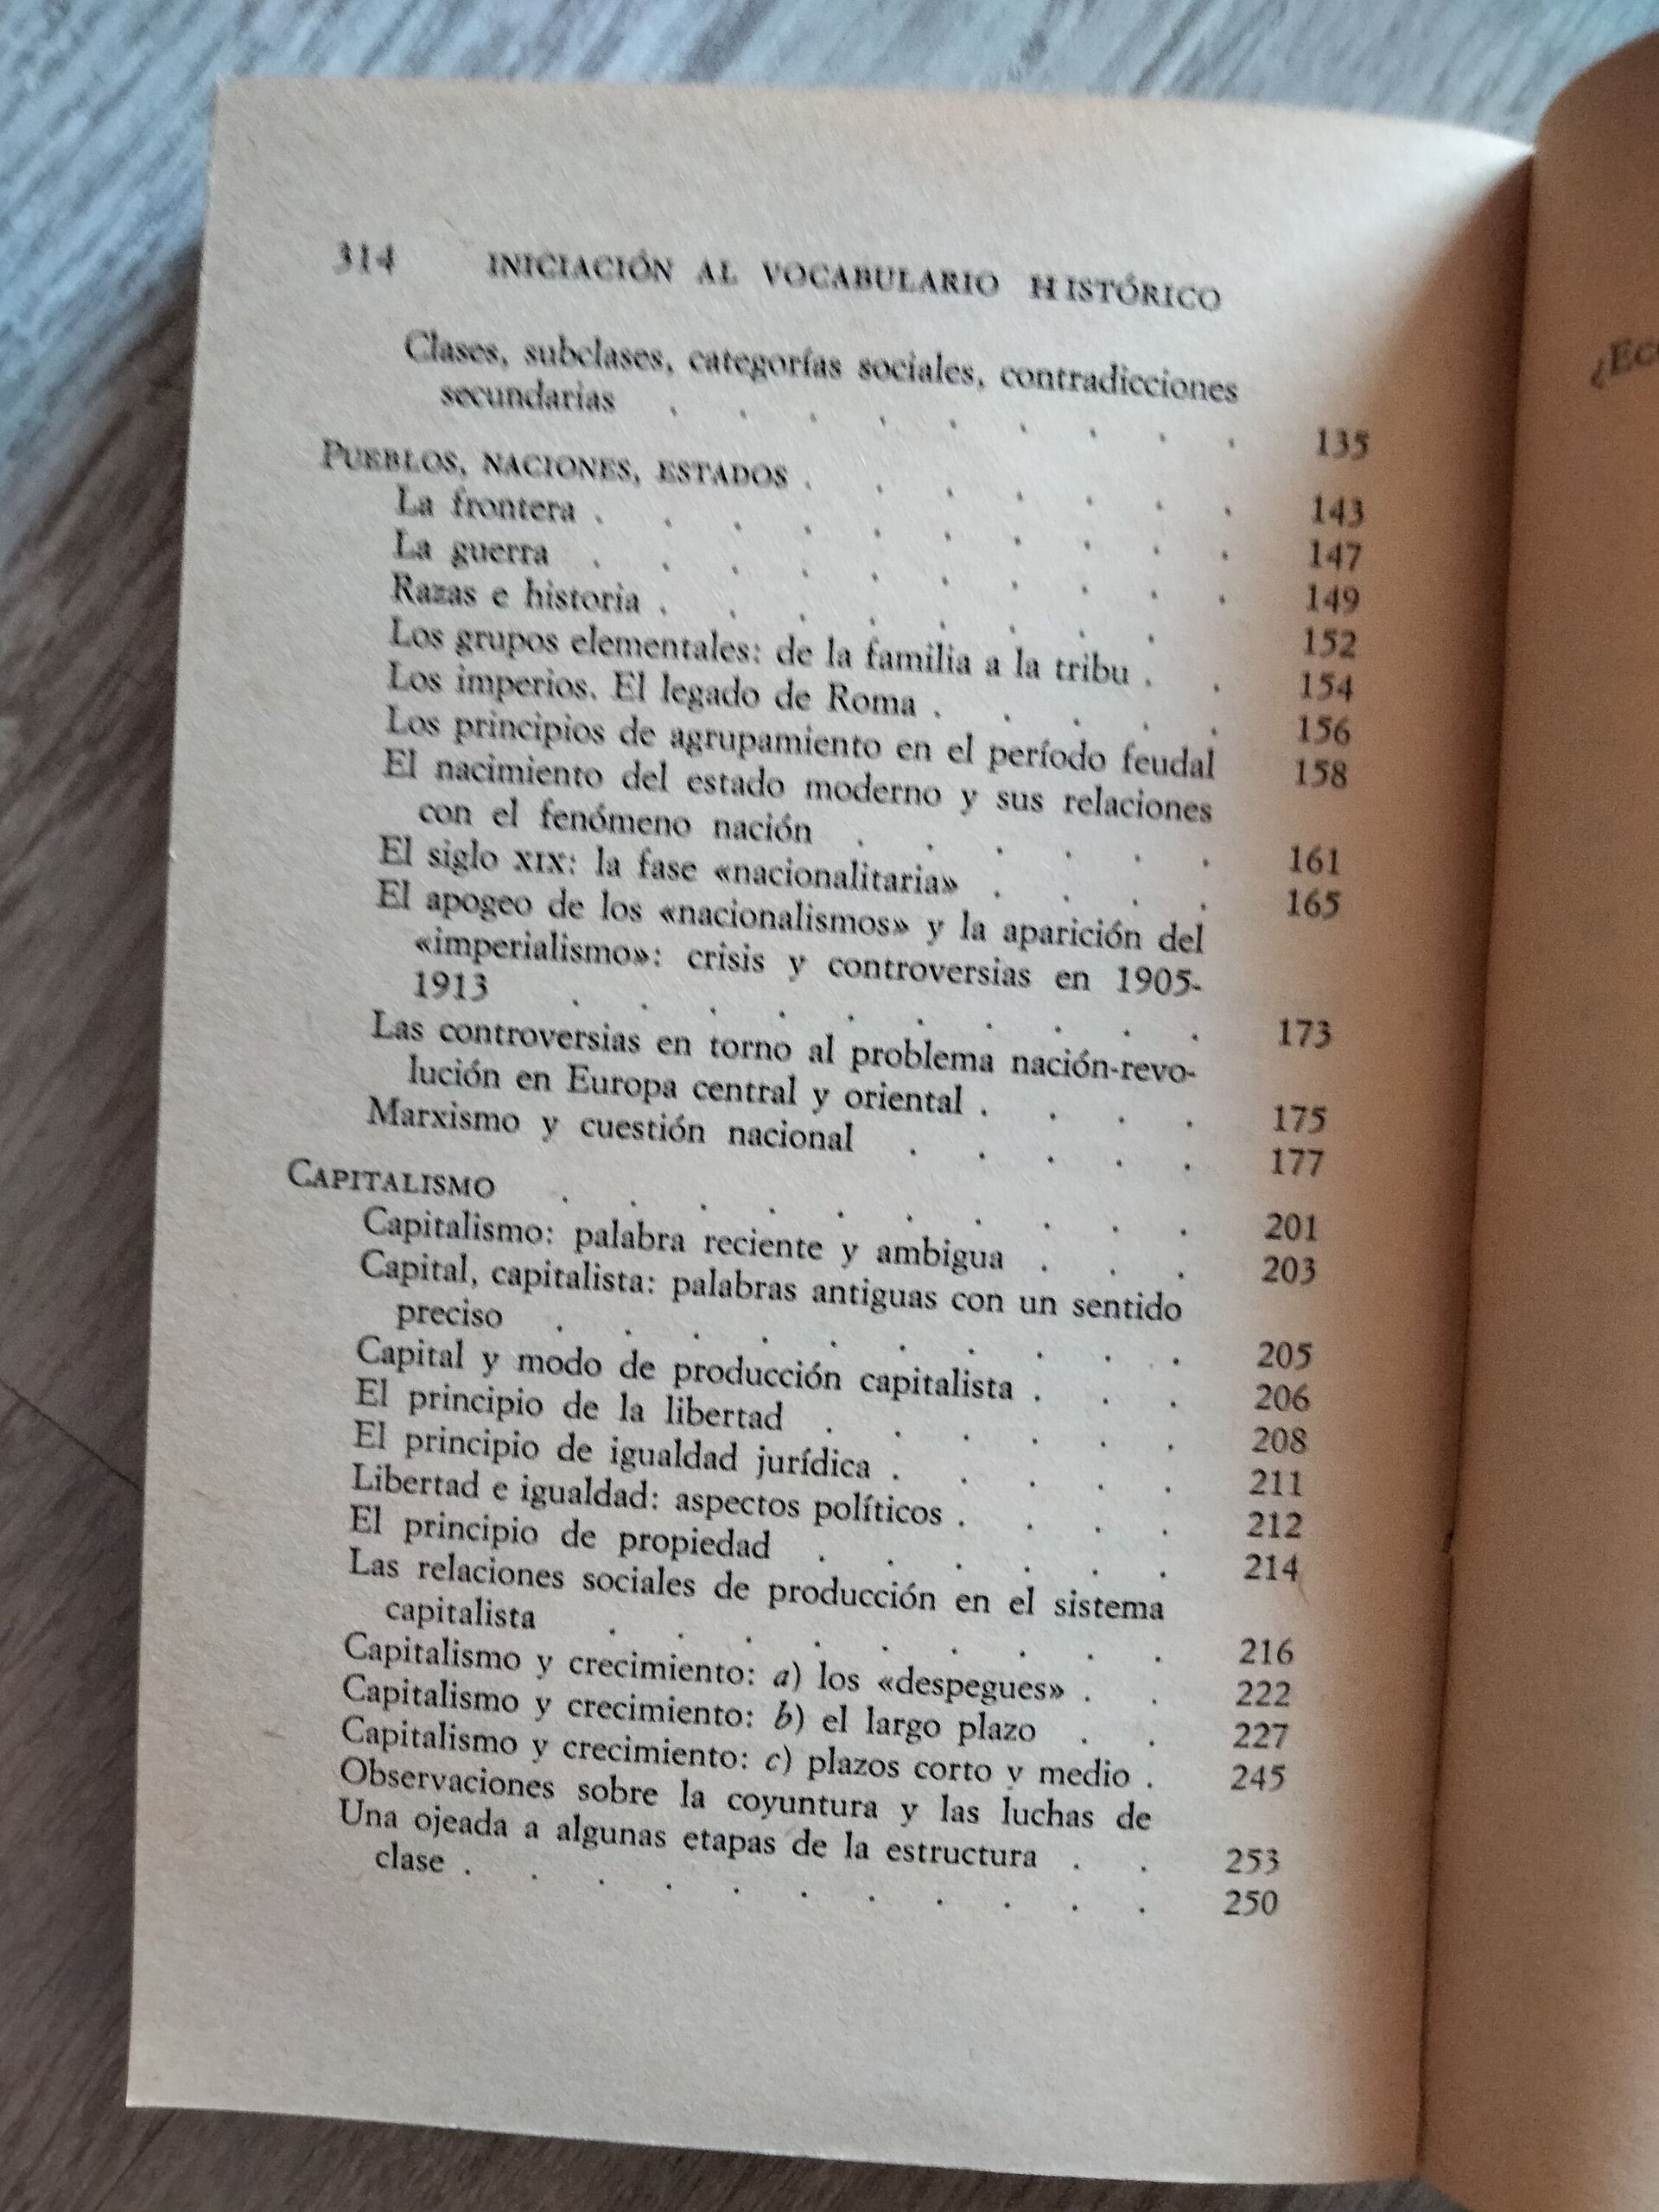 314 INICIACIÓN AL VOCABULARIO HISTÓRICO
Clases, subclases, categorías sociales, contradicciones
secundarias . . . . . . . . . 135
PUEBLOS, NACIONES, ESTADOS . . . . . . . 143
La frontera . . . . . . . . . . 147
La guerra . . . . . . . . . . 149
Razas e historia . . . . . . . . 152
Los grupos elementales: de la familia a la tribu . . 154
Los imperios. El legado de Roma . . . . . 156
Los principios de agrupamiento en el período feudal 158
El nacimiento del estado moderno y sus relaciones
con el fenómeno nación . . . . . . 161
El siglo XIX: la fase «nacionalitaria» . . . . 165
El apogeo de los «nacionalismos» y la aparición del
«imperialismo»: crisis y controversias en 1905-
1913 . . . . . . . . . . 173
Las controversias en torno al problema nación-revo-
lución en Europa central y oriental . . . . 175
Marxismo y cuestión nacional . . . . . 177
CAPITALISMO . . . . . . . . . . 201
Capitalismo: palabra reciente y ambigua . . . 203
Capital, capitalista: palabras antiguas con un sentido
preciso . . . . . . . . . . 205
Capital y modo de producción capitalista . . . 206
El principio de la libertad . . . . . . 208
El principio de igualdad jurídica . . . . . 211
Libertad e igualdad: aspectos políticos . . . . 212
El principio de propiedad . . . . . . 214
Las relaciones sociales de producción en el sistema
capitalista . . . . . . . . . 216
Capitalismo y crecimiento: a) los «despegues» . . 222
Capitalismo y crecimiento: b) el largo plazo . . 227
Capitalismo y crecimiento: c) plazos corto y medio . 245
Observaciones sobre la coyuntura y las luchas de
Una ojeada a algunas etapas de la estructura . . 253
clase . . . . . . . . . . . 250